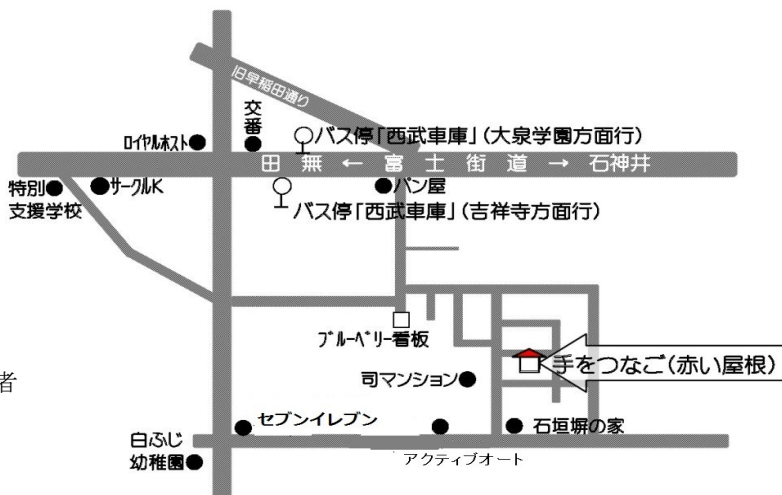 旧早稲田通り
交番
ロイヤルホスト
バス停「西武車庫」(大泉学園方面行)
田無 ← 富士街道 → 石神井
特別
支援学校
サークルK
パン屋
バス停「西武車庫」(吉祥寺方面行)
ブルーベリー看板
手をつなご(赤い屋根)
司マンション
者
セブンイレブン
石垣塀の家
白ふじ
幼稚園
アクティブオート